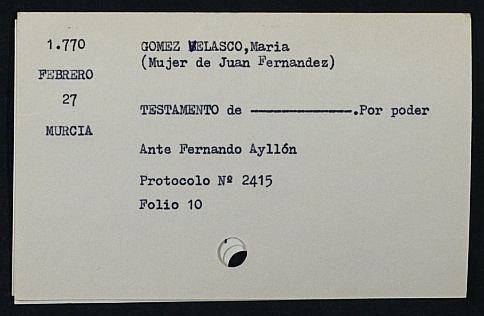 1.770
FEBRERO
27
MURCIA
GOMEZ VELASCO,Maria
(Mujer de Juan Fernandez)
TESTAMENTO de ——————.Por poder
Ante Fernando Ayllón
Protocolo Nº 2415
Folio 10